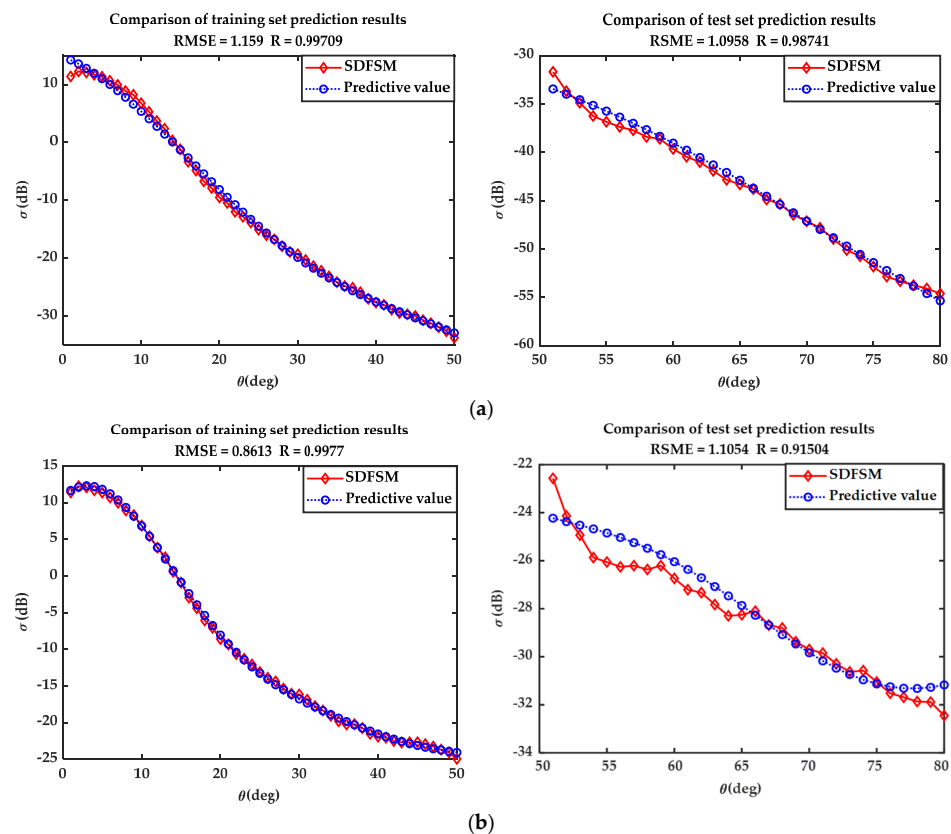 Comparison of training set prediction results
RMSE = 1.159 R = 0.99709
SDFSM
Predictive value
10
0
-10
-20
-30
σ (dB)
0
10
20
30
40
50
θ(deg)
Comparison of test set prediction results
RSME = 1.0958 R = 0.98741
SDFSM
Predictive value
-30
-35
-40
-45
-50
-55
-60
σ (dB)
50
55
60
65
70
75
80
θ(deg)
(a)
Comparison of training set prediction results
RMSE = 0.8613 R = 0.9977
SDFSM
Predictive value
15
10
5
0
-5
-10
-15
-20
-25
σ (dB)
0
10
20
30
40
50
θ(deg)
Comparison of test set prediction results
RSME = 1.1054 R = 0.91504
SDFSM
Predictive value
-22
-24
-26
-28
-30
-32
-34
σ (dB)
50
55
60
65
70
75
80
θ(deg)
(b)